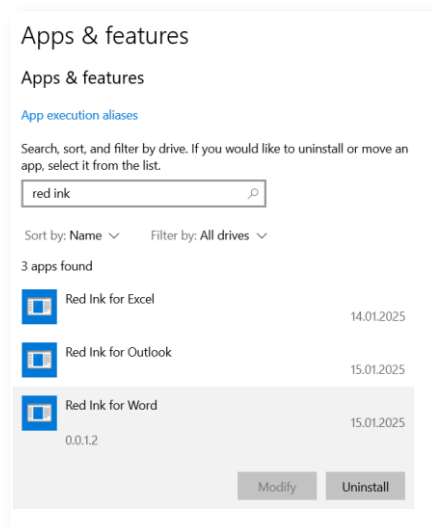 Apps & features
Apps & features
App execution aliases
Search, sort, and filter by drive. If you would like to uninstall or move an
app, select it from the list.
red ink
Sort by: Name Filter by: All drives
3 apps found
Red Ink for Excel
14.01.2025
Red Ink for Outlook
15.01.2025
Red Ink for Word
15.01.2025
0.0.1.2
Modify Uninstall